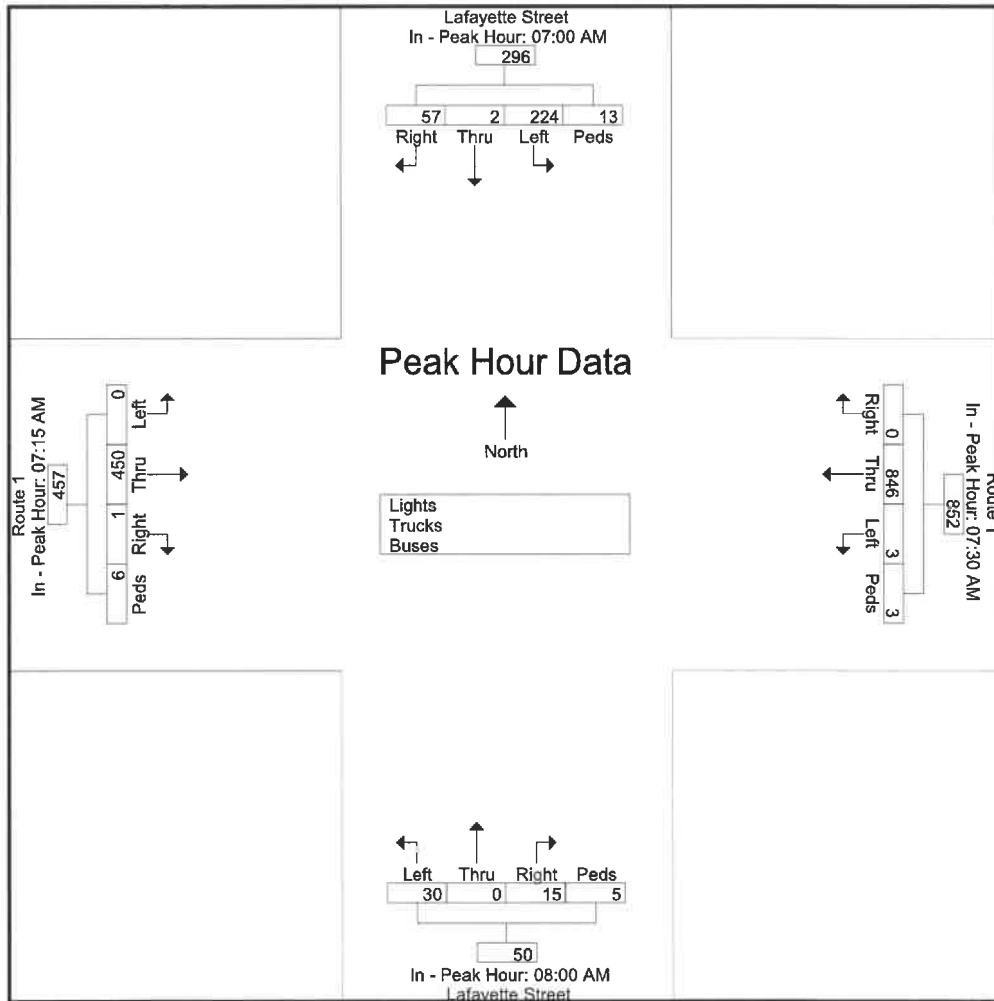 Lafayette Street
In - Peak Hour: 07:00 AM
296
57 2 224 13
Right Thru Left Peds
Peak Hour Data
North
Lights
Trucks
Buses
Route 1
In - Peak Hour: 07:15 AM
457
0 450 1 6
Left Thru Right Peds
Route 1
In - Peak Hour: 07:30 AM
852
0 846 3 3
Right Thru Left Peds
Left Thru Right Peds
30 0 15 5
50
In - Peak Hour: 08:00 AM
Lafayette Street